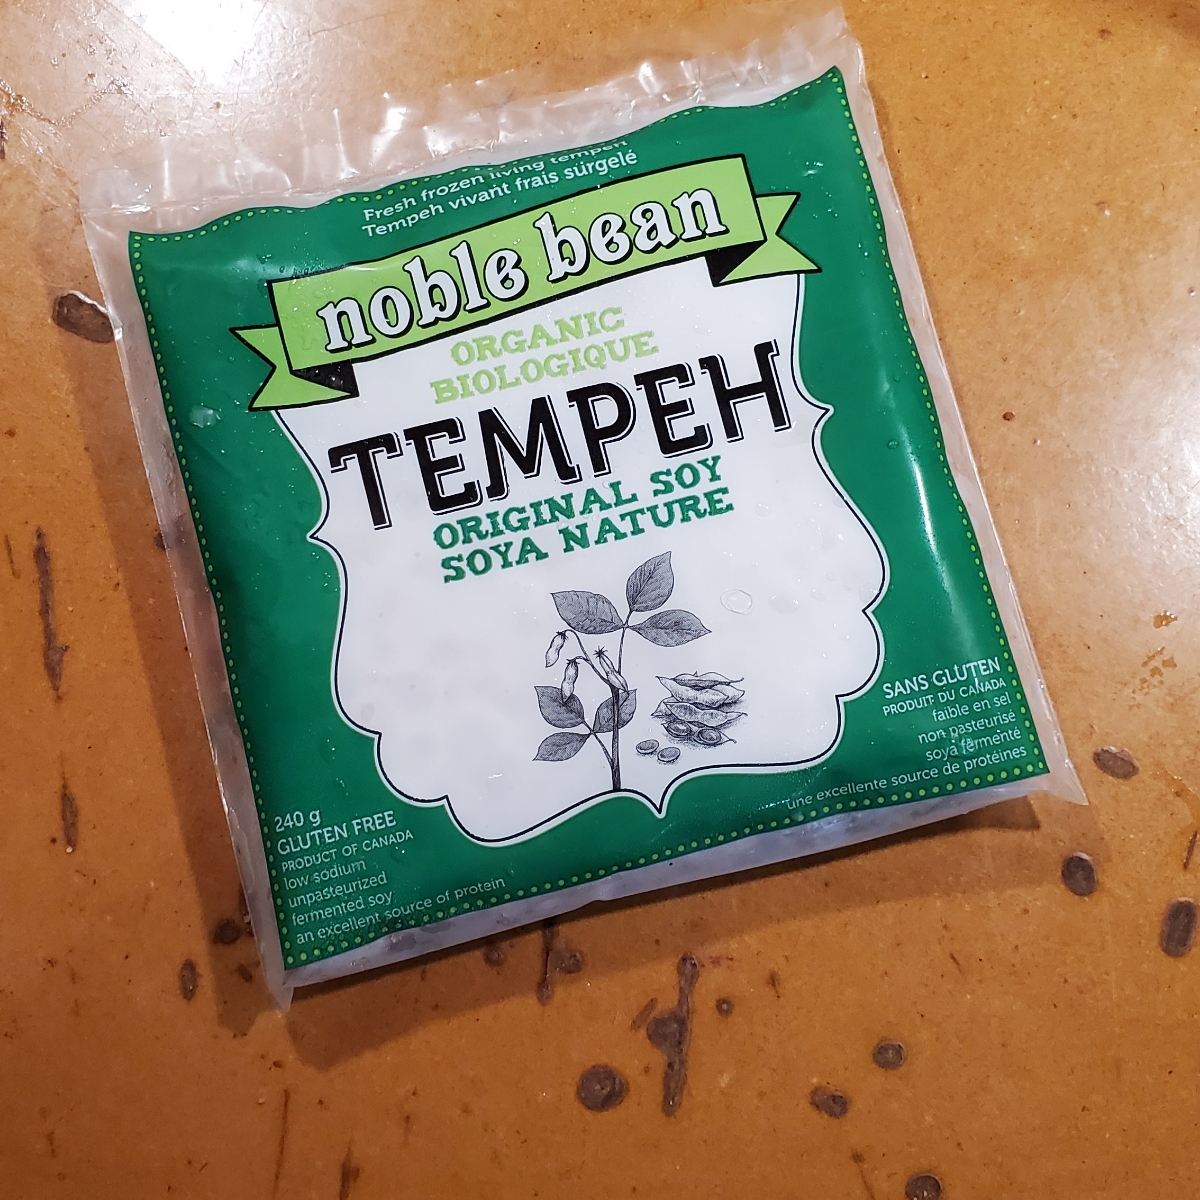 Fresh frozen living tempeh
Tempeh vivant frais surgelé
noble bean
ORGANIC
BIOLOGIQUE
TEMPEH
ORIGINAL SOY
SOYA NATURE
240 g
GLUTEN FREE
PRODUCT OF CANADA
low sodium
unpasteurized
fermented soy
an excellent source of protein
SANS GLUTEN
PRODUIT DU CANADA
faible en sel
non pasteurisé
soya fermenté
une excellente source de protéines